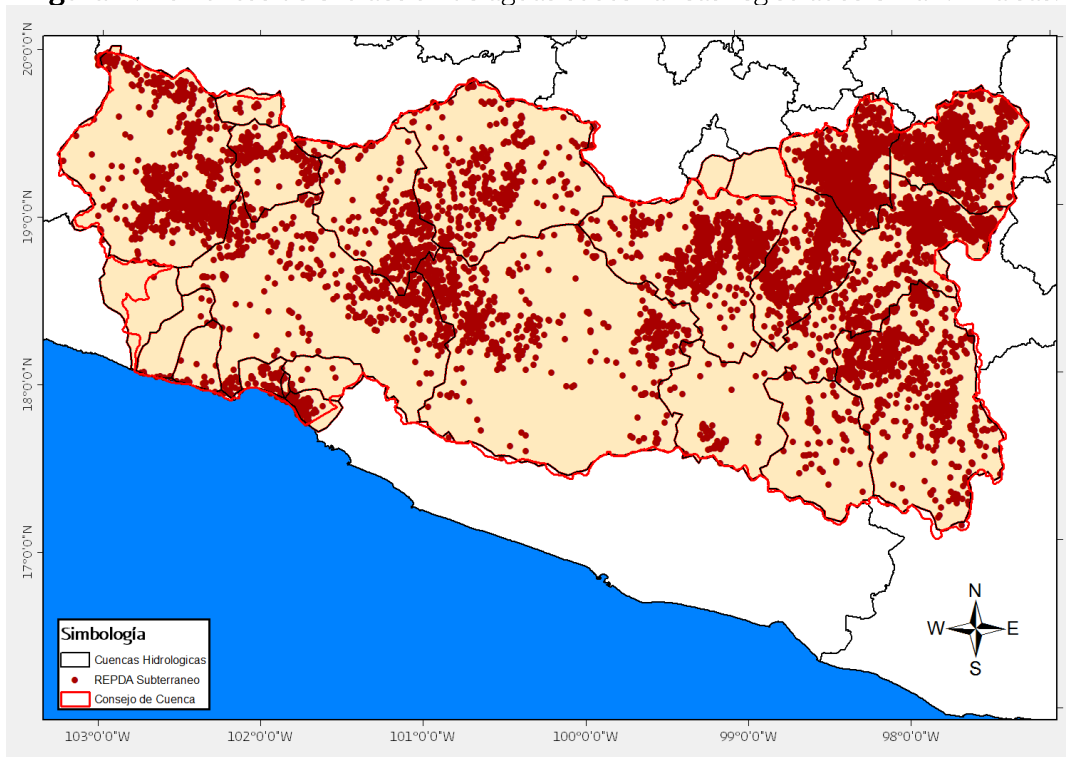 20°0'0"N
19°0'0"N
18°0'0"N
17°0'0"N
N
W E
S
Simbología
Cuencas Hidrologicas
REPDA Subterraneo
Consejo de Cuenca
103°0'0"W 102°0'0"W 101°0'0"W 100°0'0"W 99°0'0"W 98°0'0"W